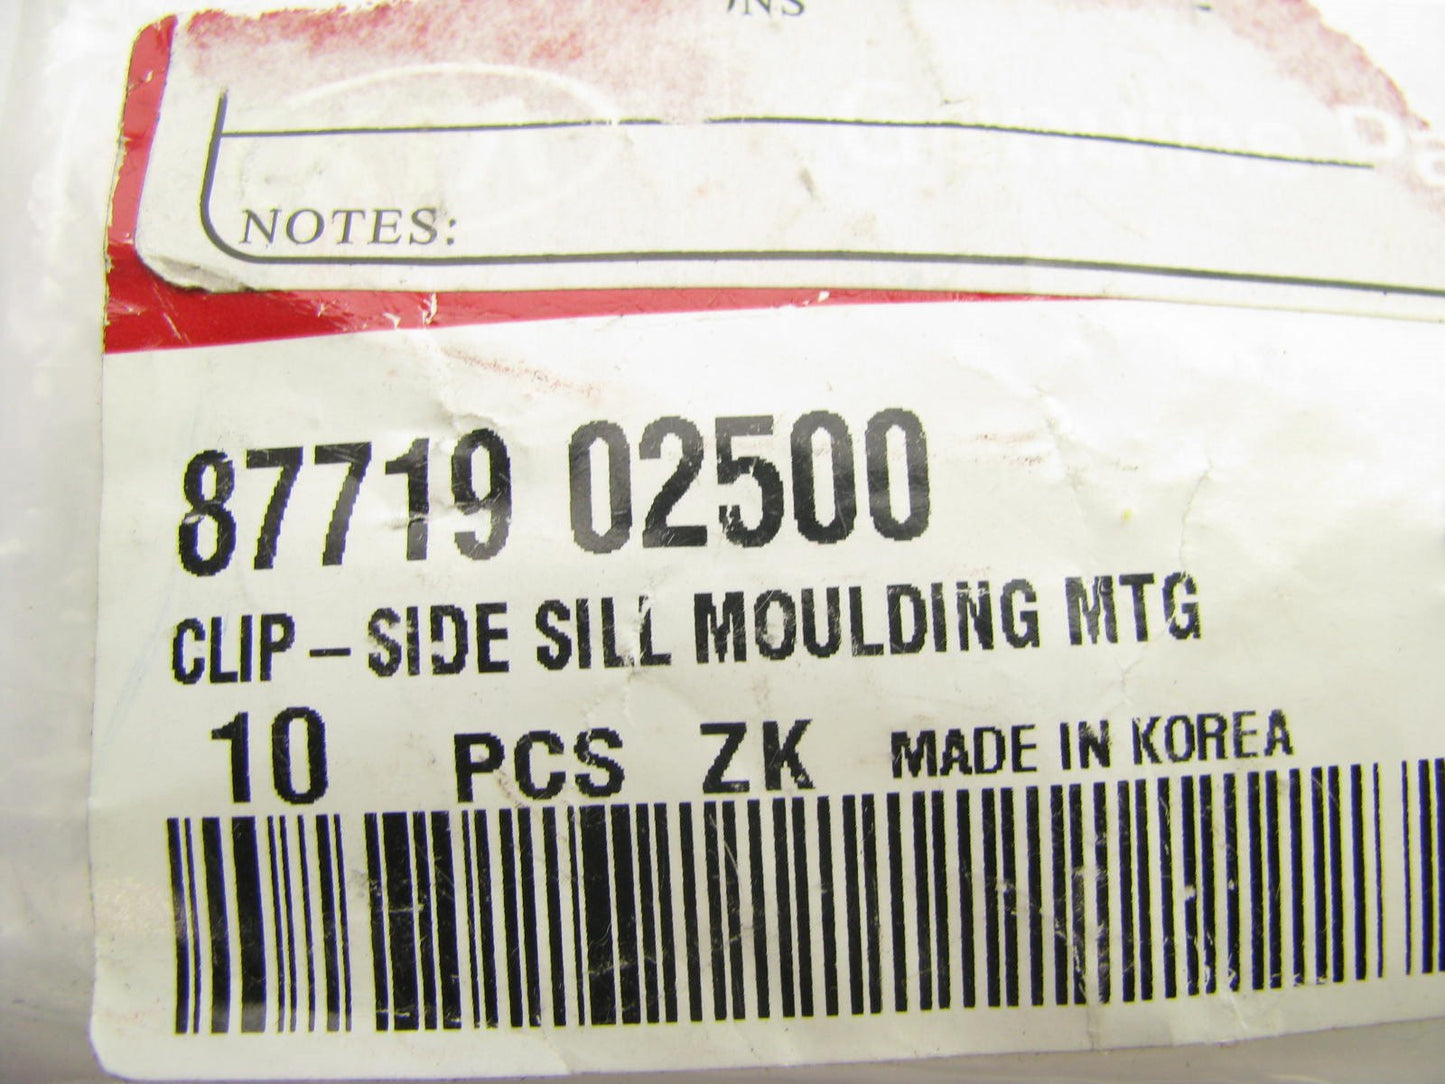 NOTES:
87719 02500
CLIP-SIDE SILL MOULDING MTG
10 PCS ZK MADE IN KOREA